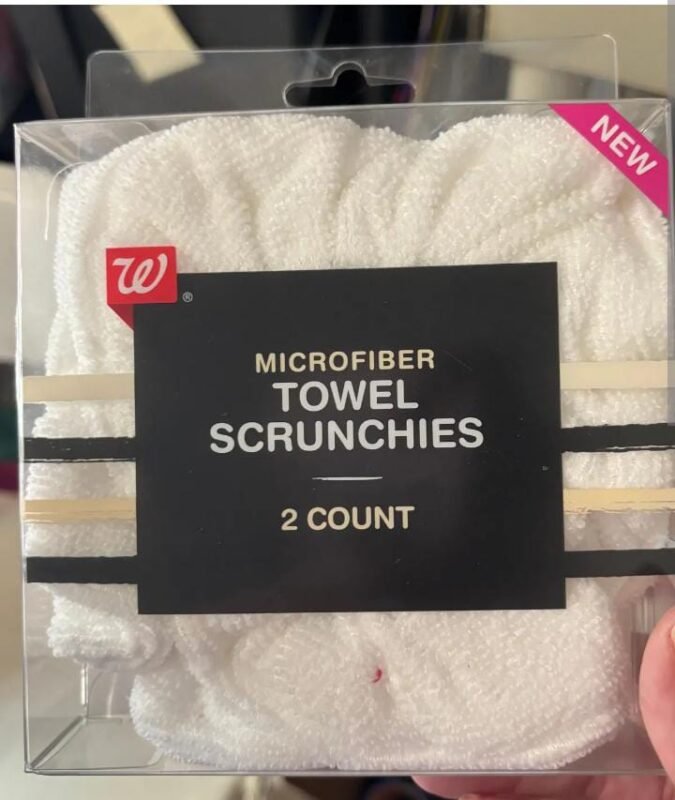 NEW
W
®
MICROFIBER
TOWEL
SCRUNCHIES
2 COUNT